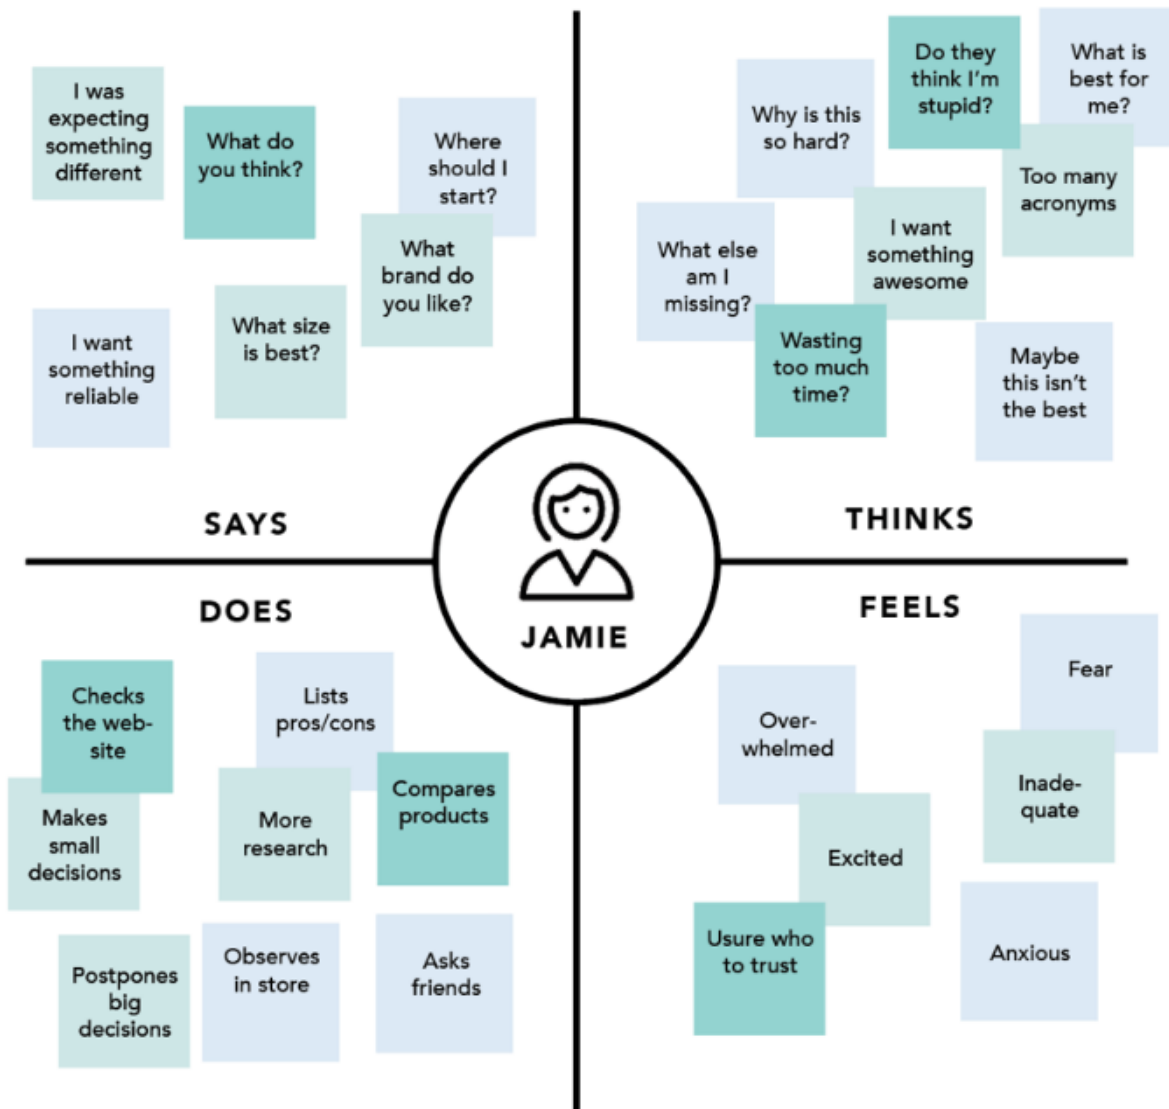 I was
expecting
something
different
What do
you think?
Where
should I
start?
What
brand do
you like?
What size
is best?
I want
something
reliable
SAYS
Do they
think I'm
stupid?
What is
best for
me?
Why is this
so hard?
Too many
acronyms
I want
something
awesome
What else
am I
missing?
Wasting
too much
time?
Maybe
this isn't
the best
THINKS
JAMIE
DOES
Checks
the web-
site
Lists
pros/cons
Compares
products
Makes
small
decisions
More
research
Postpones
big
decisions
Observes
in store
Asks
friends
FEELS
Fear
Over-
whelmed
Inade-
quate
Excited
Usure who
to trust
Anxious